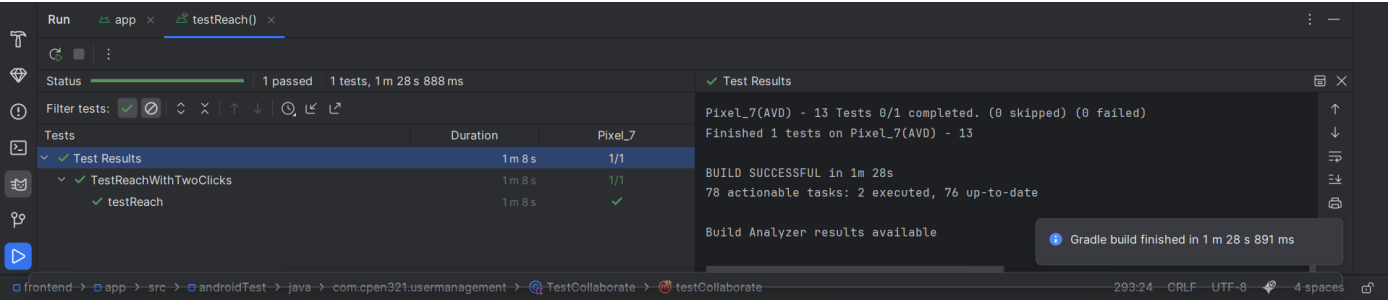 Run app testReach()
Status 1 passed 1 tests, 1 m 28 s 888 ms
Filter tests:
Tests Duration Pixel_7
Test Results 1 m 8 s 1/1
TestReachWithTwoClicks 1 m 8 s 1/1
testReach 1 m 8 s
Test Results
Pixel_7(AVD) - 13 Tests 0/1 completed. (0 skipped) (0 failed)
Finished 1 tests on Pixel_7(AVD) - 13
BUILD SUCCESSFUL in 1m 28s
78 actionable tasks: 2 executed, 76 up-to-date
Build Analyzer results available
Gradle build finished in 1 m 28 s 891 ms
frontend > app > src > androidTest > java > com.cpen321.usermanagement > TestCollaborate > testCollaborate 293:24 CRLF UTF-8 4 spaces